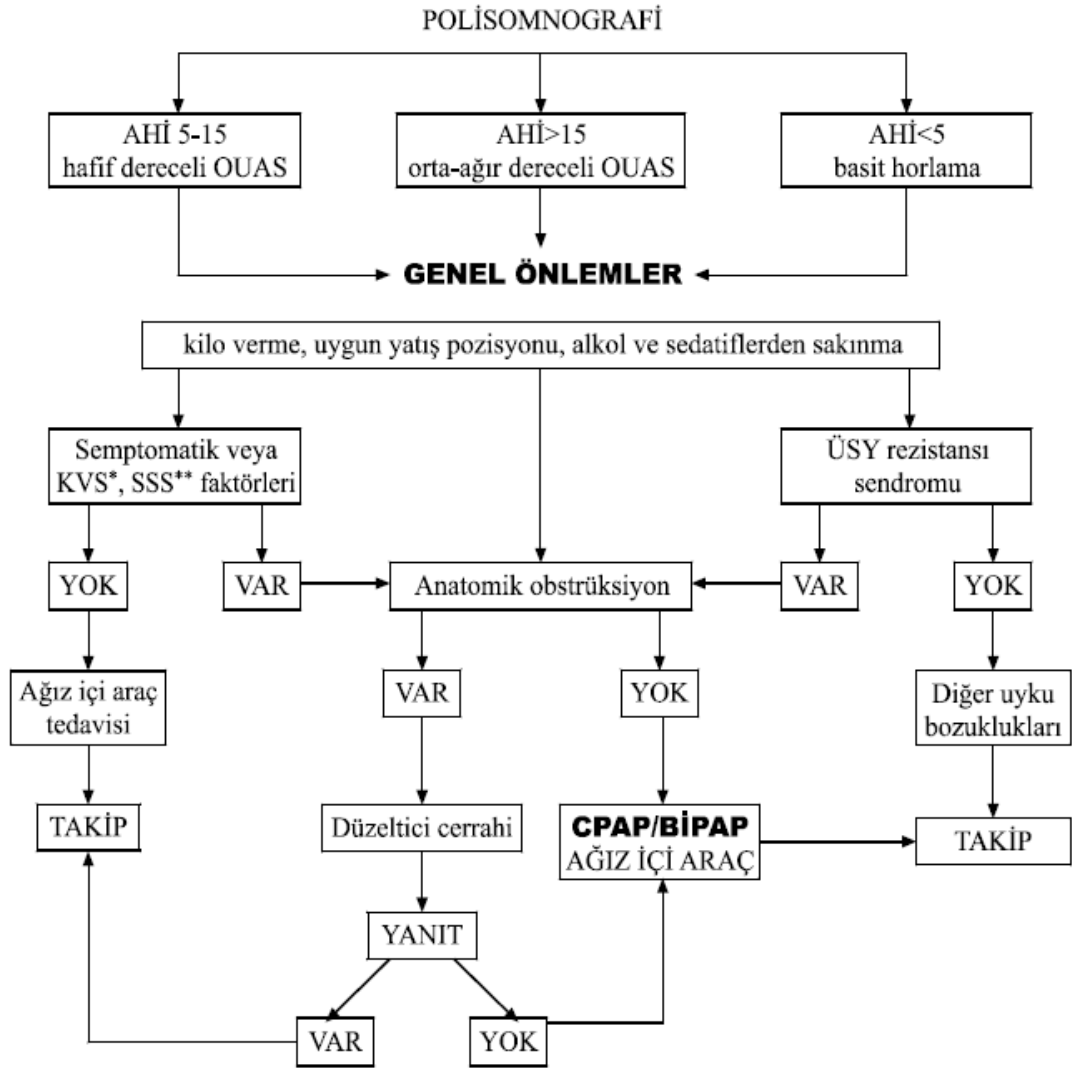 POLİSOMNOGRAFİ
AHİ 5-15
hafif dereceli OUAS
AHİ>15
orta-ağır dereceli OUAS
AHİ<5
basit horlama
GENEL ÖNLEMLER
kilo verme, uygun yatış pozisyonu, alkol ve sedatiflerden sakınma
Semptomatik veya
KVS*, SSS** faktörleri
ÜSY rezistansı
sendromu
YOK
VAR
Anatomik obstrüksiyon
VAR
YOK
Ağız içi araç
tedavisi
VAR
YOK
Diğer uyku
bozuklukları
TAKİP
Düzeltici cerrahi
CPAP/BİPAP
AĞIZ İÇİ ARAÇ
TAKİP
YANIT
VAR
YOK